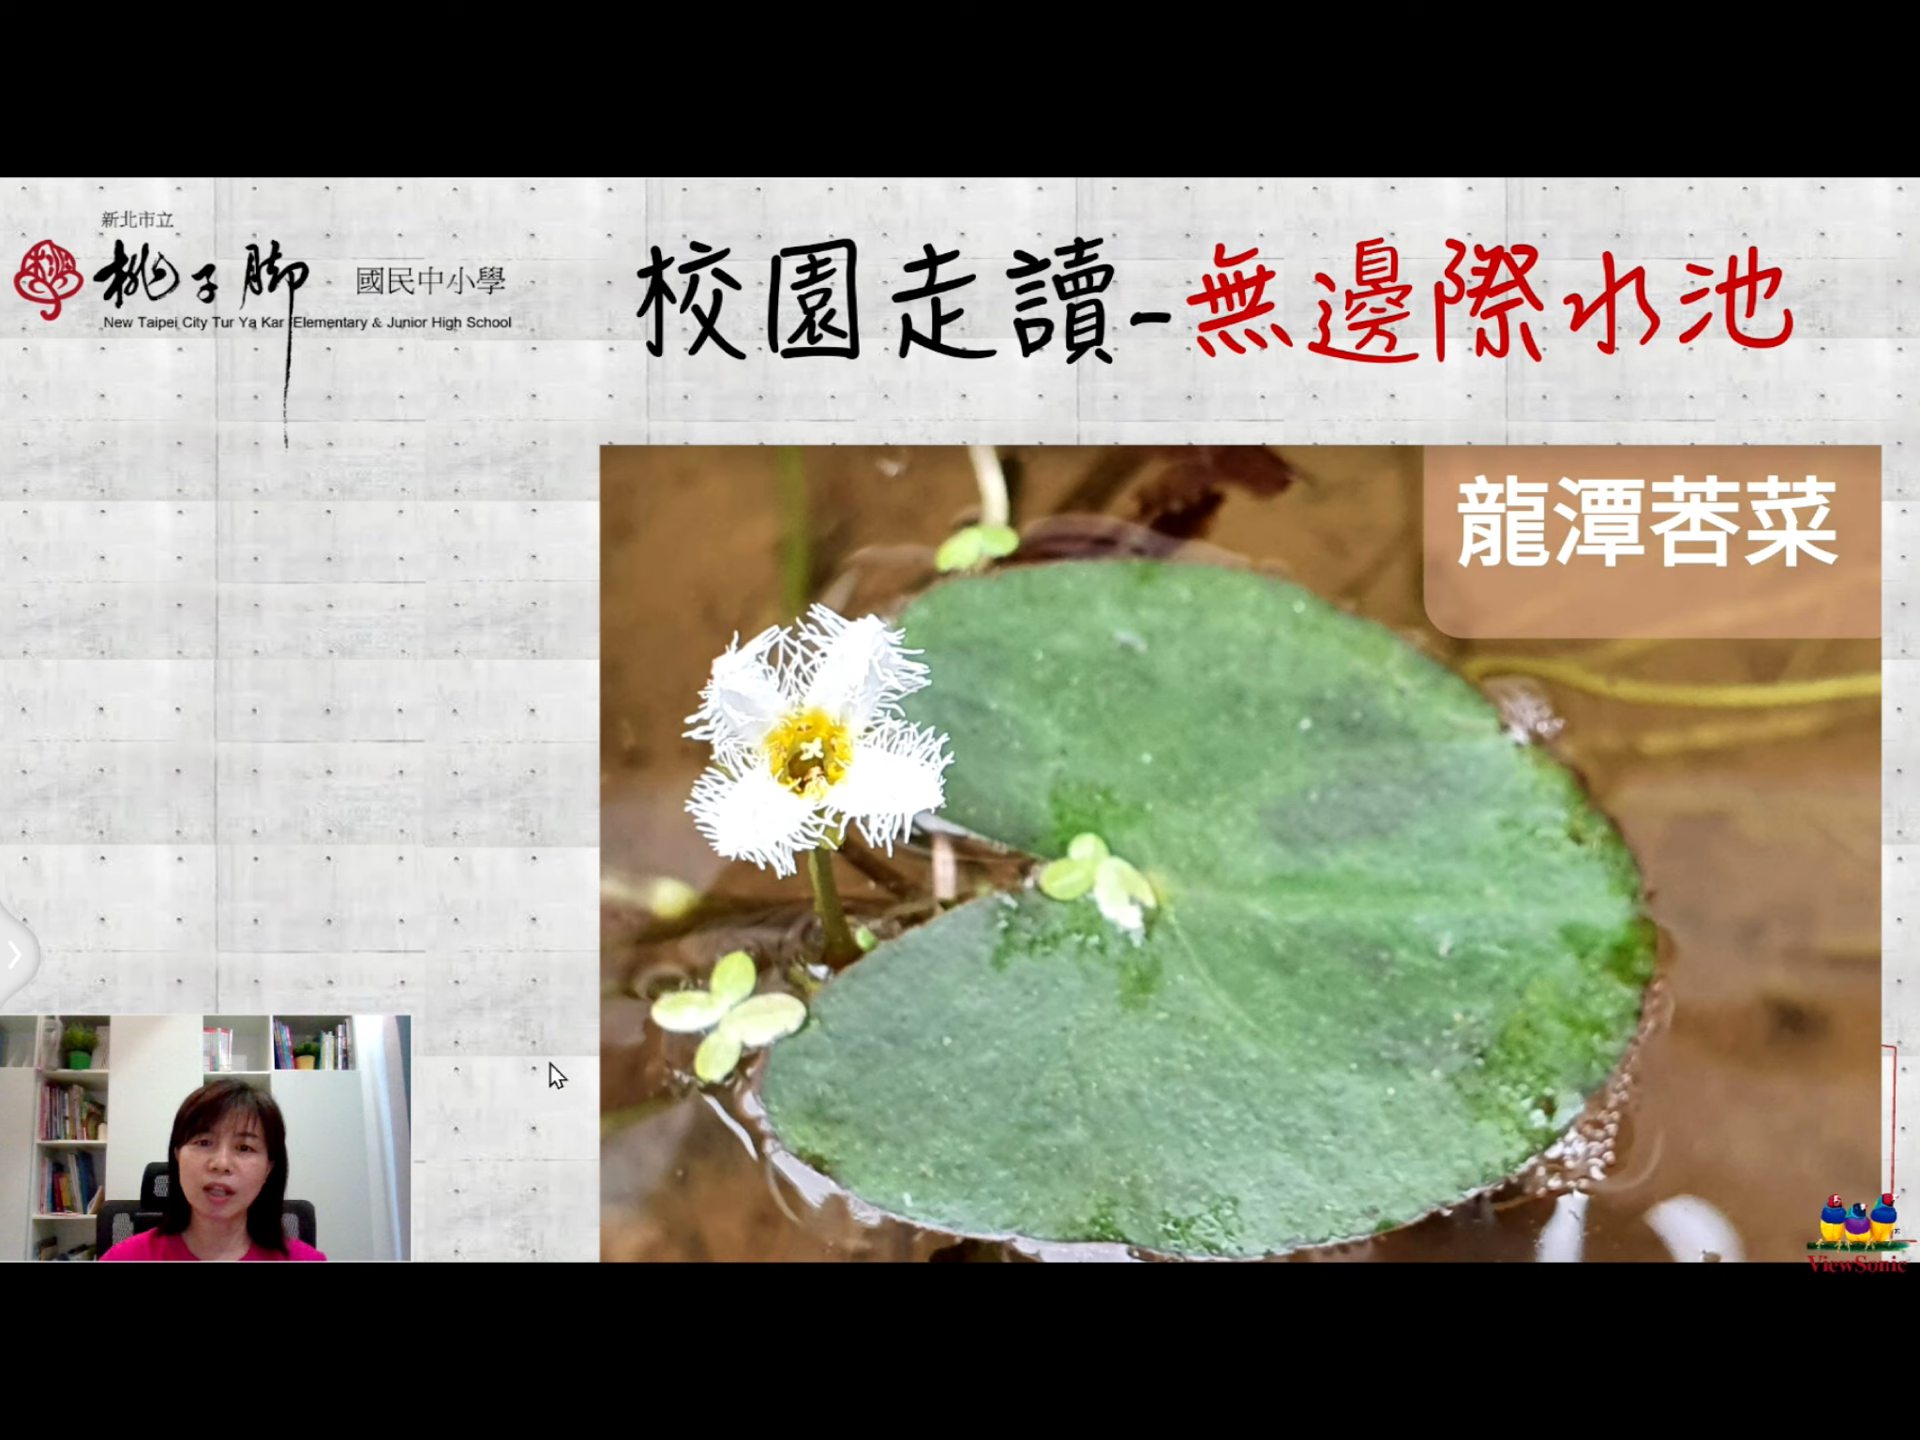 新北市立
桃子脚 國民中小學
New Taipei City Tur Ya Kar Elementary & Junior High School
校園走讀-無邊際水池
龍潭莕菜
ViewSonic